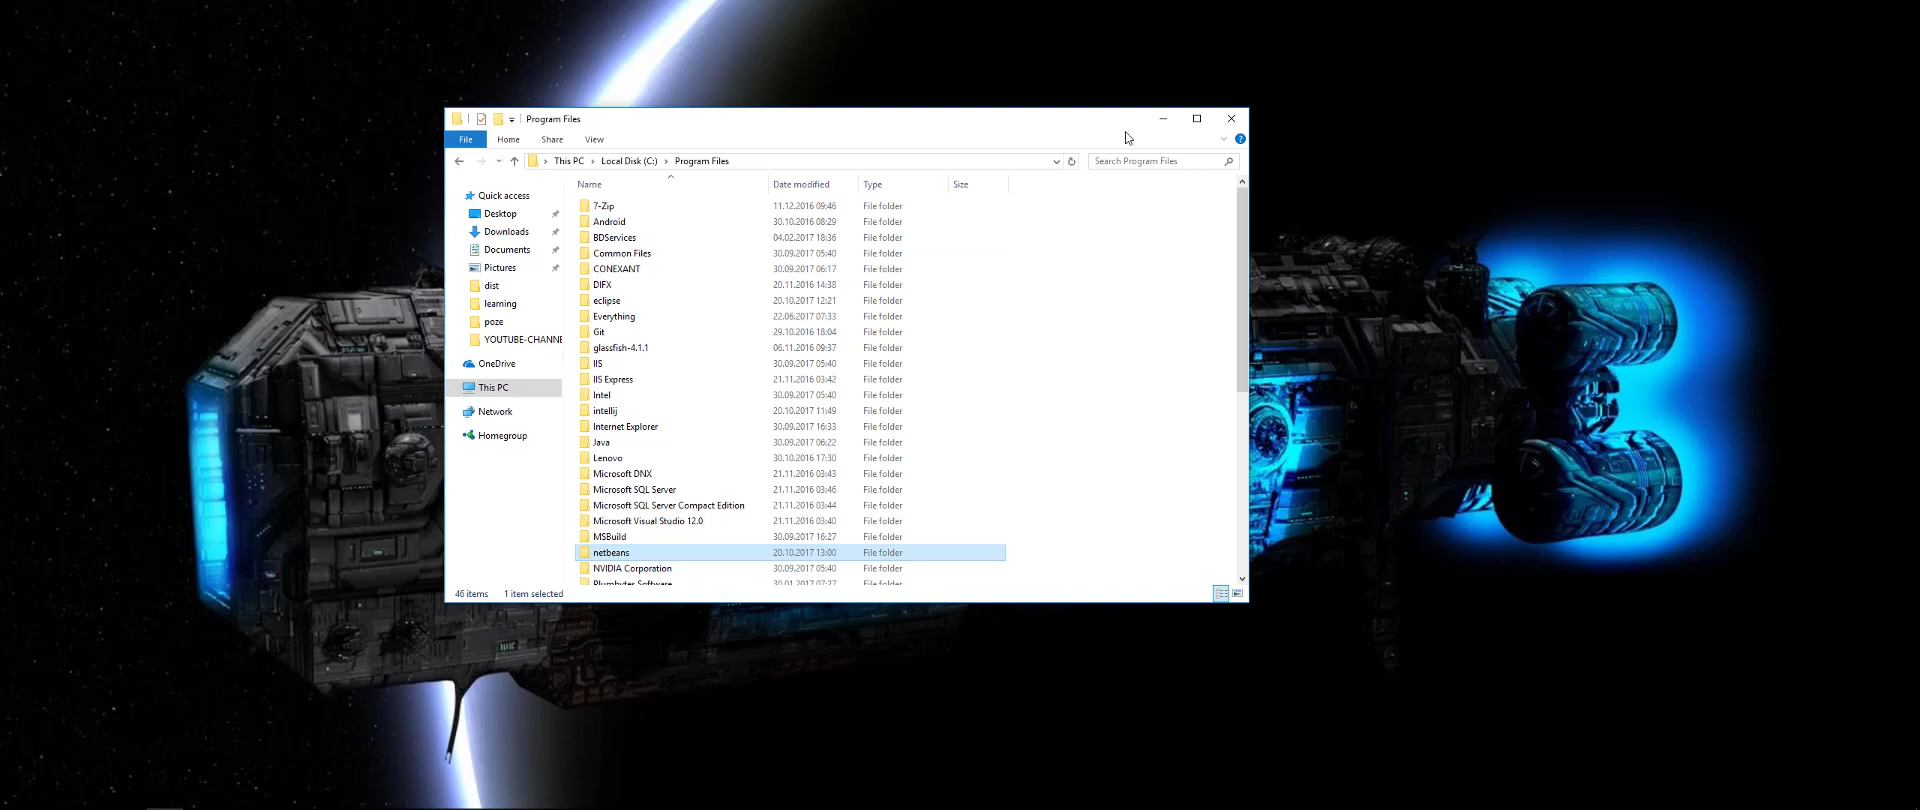 Program Files
File Home Share View
This PC Local Disk (C:) Program Files Search Program Files
Name Date modified Type Size
Quick access
Desktop
Downloads
Documents
Pictures
dist
learning
poze
YOUTUBE-CHANNE
OneDrive
This PC
Network
Homegroup
7-Zip 11.12.2016 09:46 File folder
Android 30.10.2016 08:29 File folder
BDServices 04.02.2017 18:36 File folder
Common Files 30.09.2017 05:40 File folder
CONEXANT 30.09.2017 06:17 File folder
DIFX 20.11.2016 14:38 File folder
eclipse 20.10.2017 12:21 File folder
Everything 22.06.2017 07:33 File folder
Git 29.10.2016 18:04 File folder
glassfish-4.1.1 06.11.2016 09:37 File folder
IIS 30.09.2017 05:40 File folder
IIS Express 21.11.2016 03:42 File folder
Intel 30.09.2017 05:40 File folder
intellij 20.10.2017 11:49 File folder
Internet Explorer 30.09.2017 16:33 File folder
Java 30.09.2017 06:22 File folder
Lenovo 30.10.2016 17:30 File folder
Microsoft DNX 21.11.2016 03:43 File folder
Microsoft SQL Server 21.11.2016 03:46 File folder
Microsoft SQL Server Compact Edition 21.11.2016 03:44 File folder
Microsoft Visual Studio 12.0 21.11.2016 03:40 File folder
MSBuild 30.09.2017 16:27 File folder
netbeans 20.10.2017 13:00 File folder
NVIDIA Corporation 30.09.2017 05:40 File folder
Plumbytes Software 30.01.2017 07:27 File folder
46 items 1 item selected